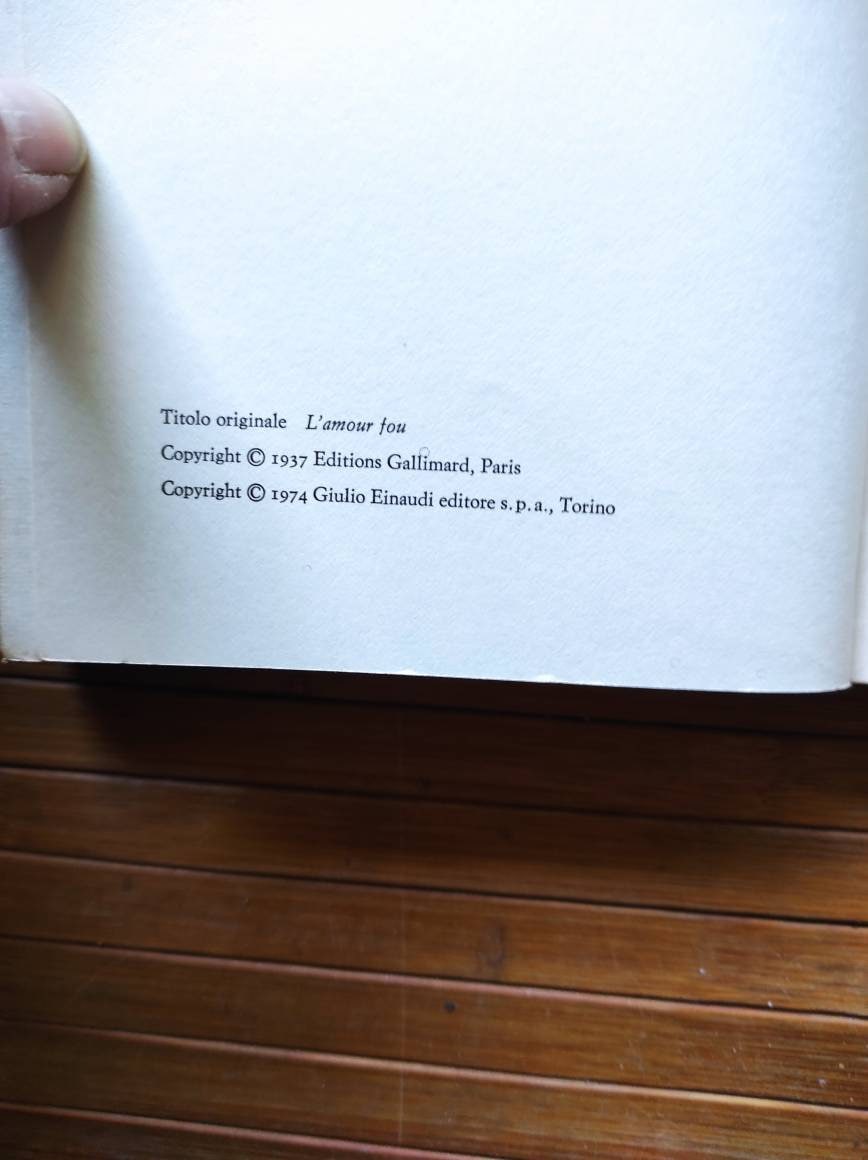 Titolo originale L'amour fou
Copyright © 1937 Editions Gallimard, Paris
Copyright © 1974 Giulio Einaudi editore s.p.a., Torino